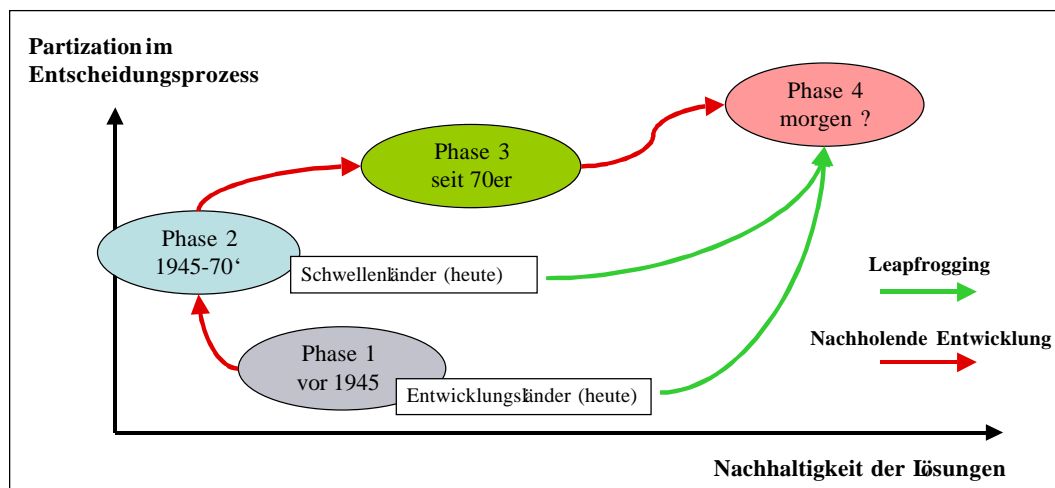 Partization im
Entscheidungsprozess
Phase 4
morgen ?
Phase 3
seit 70er
Phase 2
1945-70‘
Schwellenländer (heute)
Leapfrogging
Nachholende Entwicklung
Phase 1
vor 1945
Entwicklungsländer (heute)
Nachhaltigkeit der Lösungen